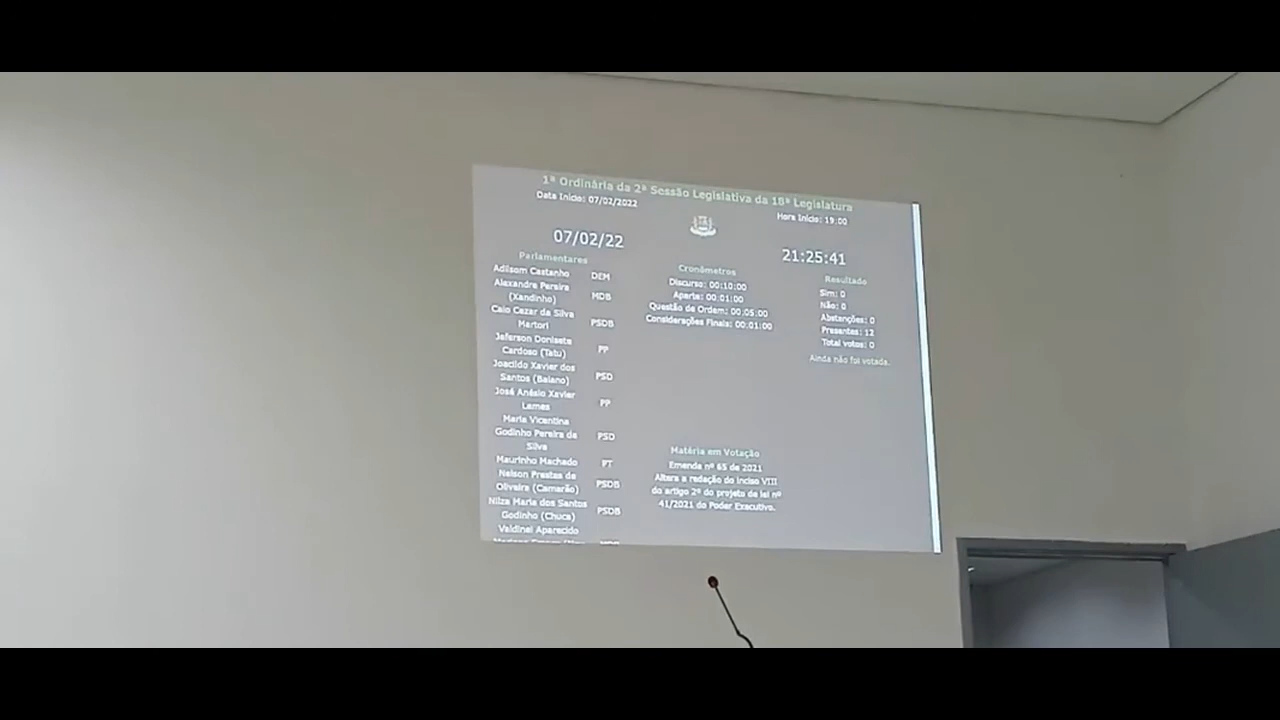 1ª Ordinária da 2ª Sessão Legislativa da 18ª Legislatura
Data Início: 07/02/2022
Hora Início: 19:00
07/02/22
21:25:41
Parlamentares
Adilsom Castanho DEM
Alexandre Pereira
(Xandinho) MDB
Caio Cezar da Silva
Martori PSDB
Jeferson Donisete
Cardoso (Tatu) PP
Joacildo Xavier dos
Santos (Baiano) PSD
José Anésio Xavier
Lemes PP
Maria Vicentina
Godinho Pereira da
Silva PSD
Maurinho Machado PT
Nelson Prestes de
Oliveira (Camarão) PSDB
Nilza Maria dos Santos
Godinho (Chuca) PSDB
Valdinei Aparecido
Cronômetros
Discurso: 00:10:00
Aparte: 00:01:00
Questão de Ordem: 00:05:00
Considerações Finais: 00:01:00
Matéria em Votação
Emenda nº 65 de 2021
Altera a redação do inciso VIII
do artigo 2º do projeto de lei nº
41/2021 do Poder Executivo.
Resultado
Sim: 0
Não: 0
Abstenções: 0
Presentes: 12
Total votos: 0
Ainda não foi votada.